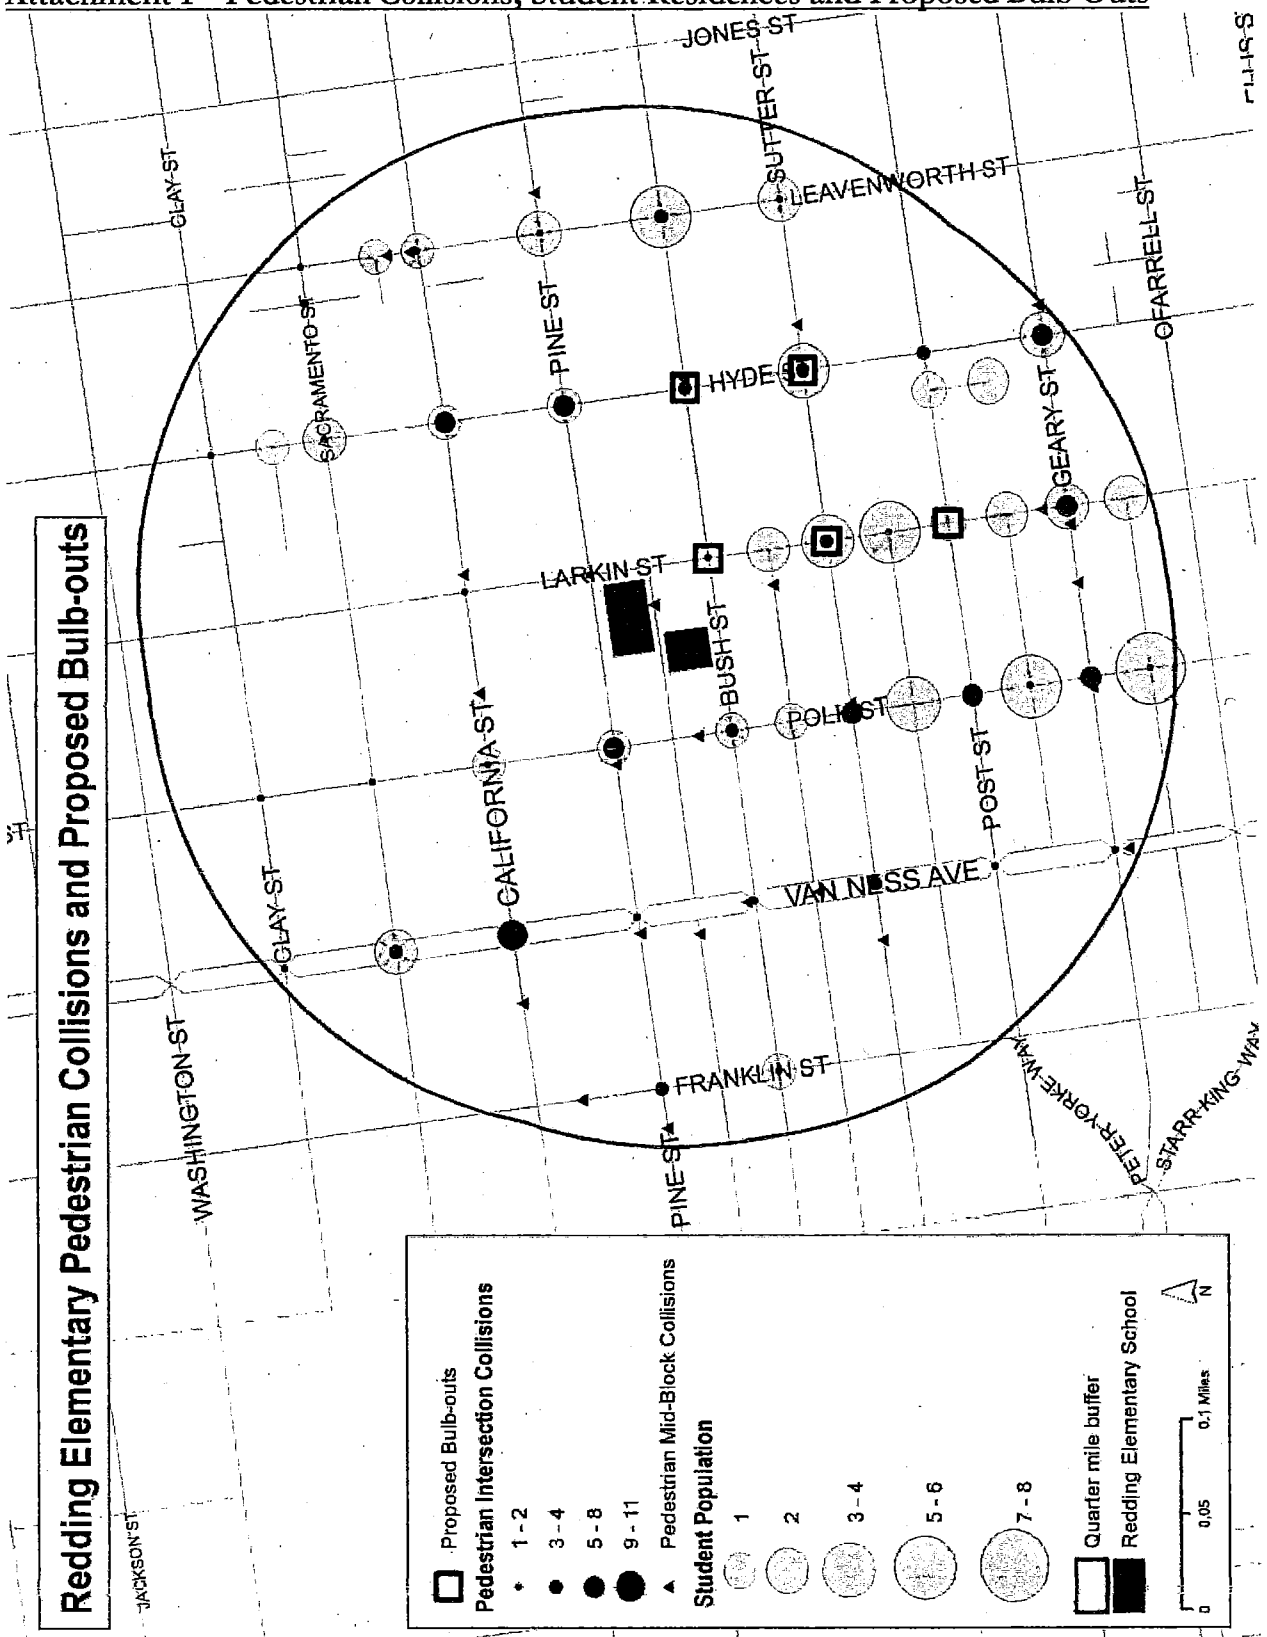 Attachment 1 - Pedestrian Collisions, Student Residences and Proposed Bulb-Outs
Redding Elementary Pedestrian Collisions and Proposed Bulb-outs
JONES ST
SUTTER ST
LEAVENWORTH ST
CLAY ST
OFARRELL ST
SACRAMENTO ST
PINE ST
HYDE
GEARY ST
LARKIN ST
BUSH ST
POLK ST
CALIFORNIA ST
POST ST
VAN NESS AVE
CLAY ST
WASHINGTON ST
FRANKLIN ST
PINE ST
PETER YORKE WAY
STARR KING WAY
JACKSON ST
Proposed Bulb-outs
Pedestrian Intersection Collisions
1 - 2
3 - 4
5 - 8
9 - 11
Pedestrian Mid-Block Collisions
Student Population
1
2
3 - 4
5 - 6
7 - 8
Quarter mile buffer
Redding Elementary School
0 0.05 0.1 Miles
N